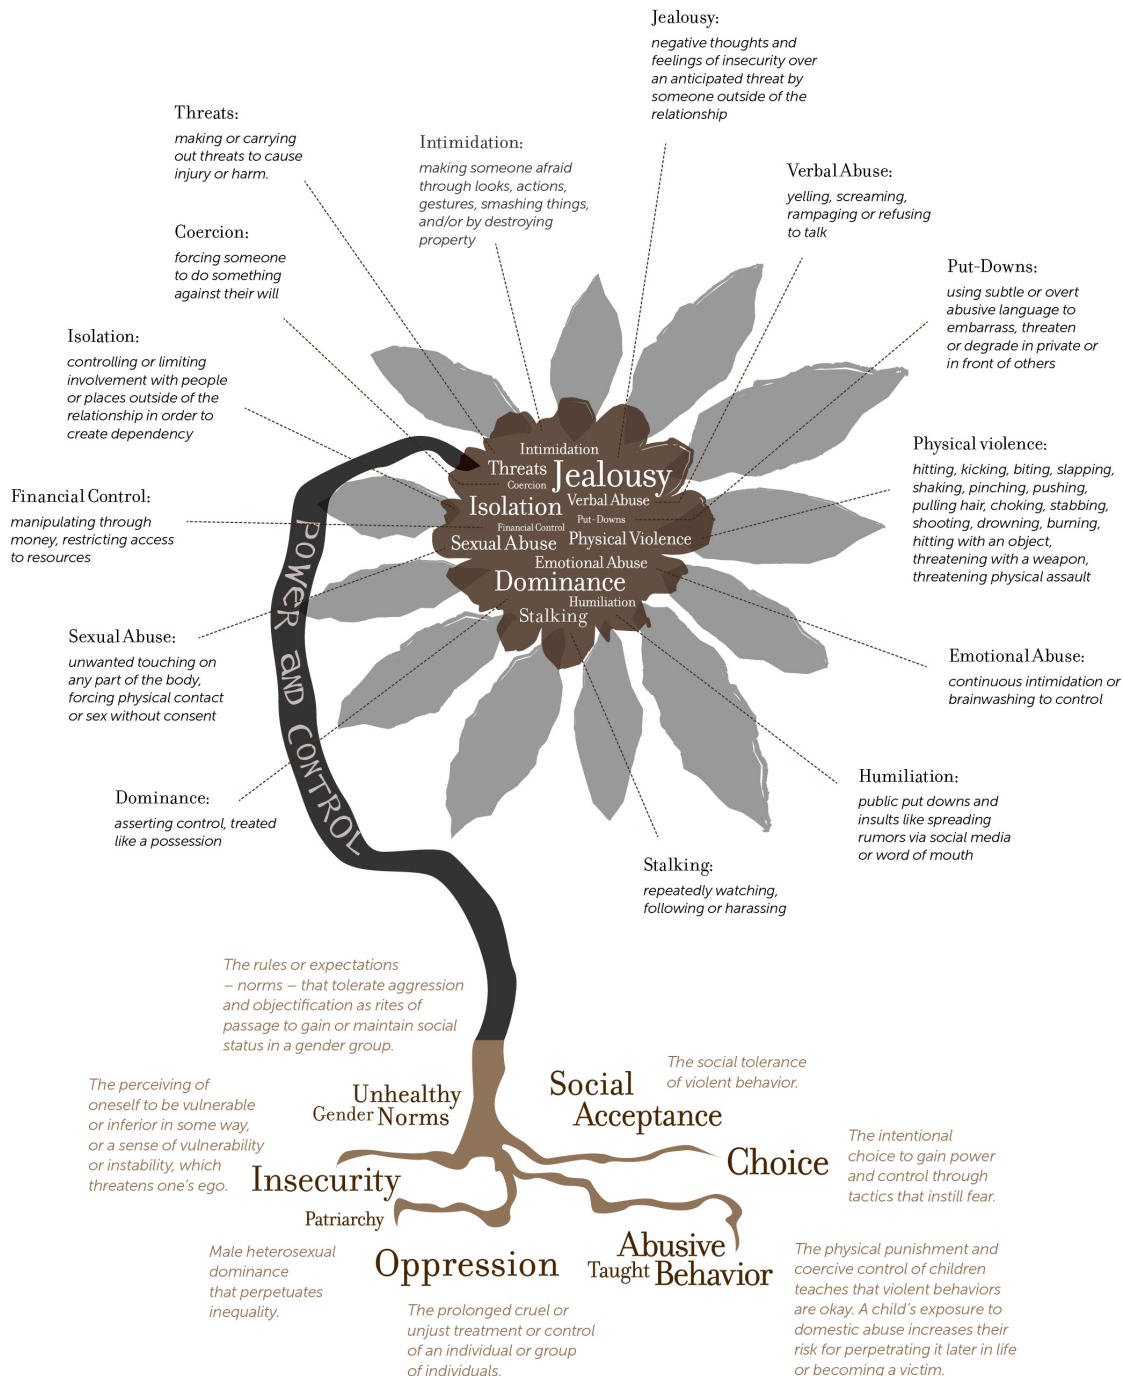 Jealousy:
negative thoughts and
feelings of insecurity over
an anticipated threat by
someone outside of the
relationship
Threats:
making or carrying
out threats to cause
injury or harm.
Intimidation:
making someone afraid
through looks, actions,
gestures, smashing things,
and/or by destroying
property
Verbal Abuse:
yelling, screaming,
rampaging or refusing
to talk
Coercion:
forcing someone
to do something
against their will
Put-Downs:
using subtle or overt
abusive language to
embarrass, threaten
or degrade in private or
in front of others
Isolation:
controlling or limiting
involvement with people
or places outside of the
relationship in order to
create dependency
Physical violence:
hitting, kicking, biting, slapping,
shaking, pinching, pushing,
pulling hair, choking, stabbing,
shooting, drowning, burning,
hitting with an object,
threatening with a weapon,
threatening physical assault
Financial Control:
manipulating through
money, restricting access
to resources
Intimidation
Threats
Jealousy
Coercion
Isolation
Verbal Abuse
Put-Downs
Financial Control
Sexual Abuse
Physical Violence
Emotional Abuse
Dominance
Humiliation
Stalking
POWER AND CONTROL
Sexual Abuse:
unwanted touching on
any part of the body,
forcing physical contact
or sex without consent
Emotional Abuse:
continuous intimidation or
brainwashing to control
Dominance:
asserting control, treated
like a possession
Humiliation:
public put downs and
insults like spreading
rumors via social media
or word of mouth
Stalking:
repeatedly watching,
following or harassing
The rules or expectations
– norms – that tolerate aggression
and objectification as rites of
passage to gain or maintain social
status in a gender group.
Unhealthy
Gender Norms
Social
Acceptance
The social tolerance
of violent behavior.
The perceiving of
oneself to be vulnerable
or inferior in some way,
or a sense of vulnerability
or instability, which
threatens one's ego.
Insecurity
Choice
The intentional
choice to gain power
and control through
tactics that instill fear.
Patriarchy
Male heterosexual
dominance
that perpetuates
inequality.
Oppression
The prolonged cruel or
unjust treatment or control
of an individual or group
of individuals.
Abusive
Taught Behavior
The physical punishment and
coercive control of children
teaches that violent behaviors
are okay. A child's exposure to
domestic abuse increases their
risk for perpetrating it later in life
or becoming a victim.